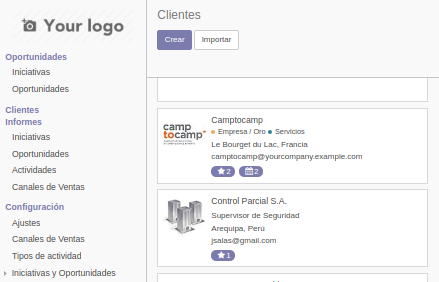 Your logo
Oportunidades
Iniciativas
Oportunidades
Clientes
Informes
Iniciativas
Oportunidades
Actividades
Canales de Ventas
Configuración
Ajustes
Canales de Ventas
Tipos de actividad
Iniciativas y Oportunidades
Clientes
Crear
Importar
camp
tocamp
Camptocamp
Empresa / Oro Servicios
Le Bourget du Lac, Francia
camptocamp@yourcompany.example.com
2 2
Control Parcial S.A.
Supervisor de Seguridad
Arequipa, Perú
jsalas@gmail.com
1